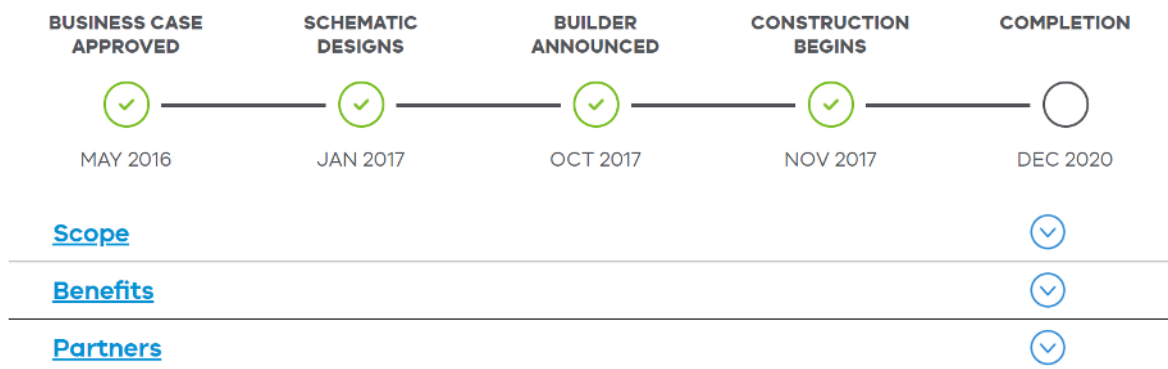 BUSINESS CASE
APPROVED
SCHEMATIC
DESIGNS
BUILDER
ANNOUNCED
CONSTRUCTION
BEGINS
COMPLETION
MAY 2016
JAN 2017
OCT 2017
NOV 2017
DEC 2020
Scope
Benefits
Partners